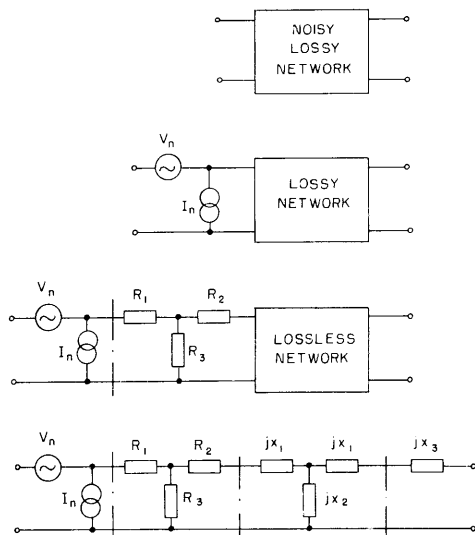 NOISY
LOSSY
NETWORK
Vn
In
LOSSY
NETWORK
Vn
In
R1
R2
R3
LOSSLESS
NETWORK
Vn
In
R1
R2
R3
jx1
jx1
jx2
jx3